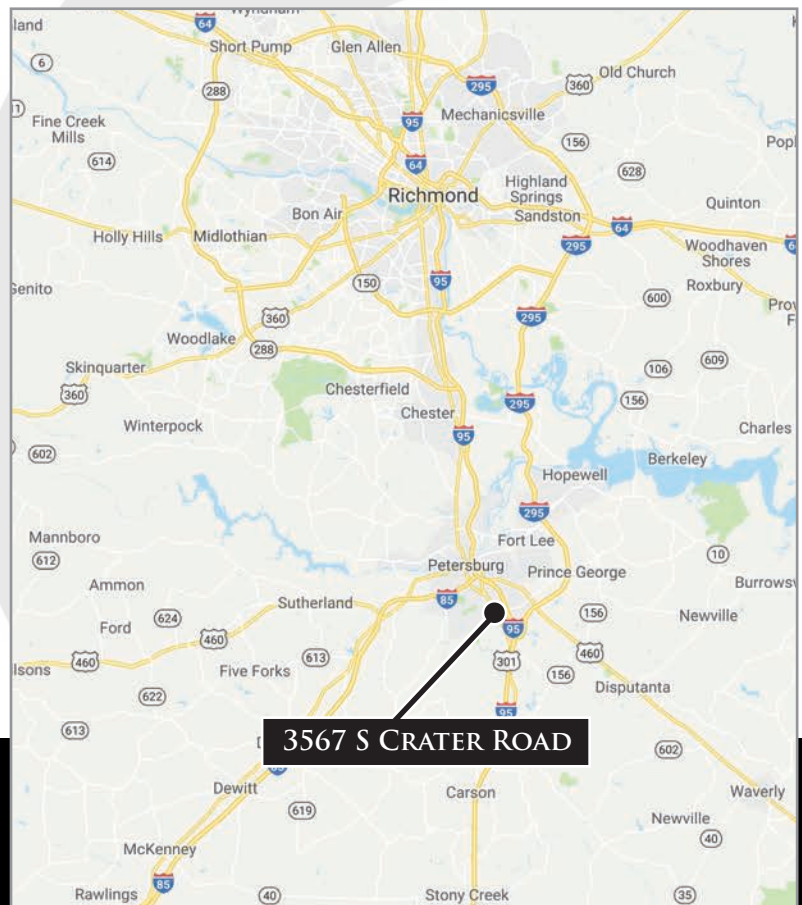 Wyndham
land
64
Short Pump
Glen Allen
6
295
Old Church
360
288
Mechanicsville
95
Fine Creek
Mills
156
614
64
628
Richmond
Highland
Springs
Quinton
Bon Air
Sandston
64
Holly Hills
Midlothian
295
Woodhaven
Shores
95
Genito
150
Roxbury
600
295
360
Woodlake
288
Skinquarter
609
106
360
Chesterfield
295
156
Chester
Winterpock
95
Charles
602
Berkeley
Hopewell
295
Mannboro
Fort Lee
612
10
Petersburg
Prince George
Ammon
85
Sutherland
156
624
Newville
Ford
95
460
460
460
301
lsons
Five Forks
613
156
622
Disputanta
95
613
3567 S Crater Road
602
Dewitt
Carson
Waverly
619
Newville
40
McKenney
85
Rawlings
40
Stony Creek
35